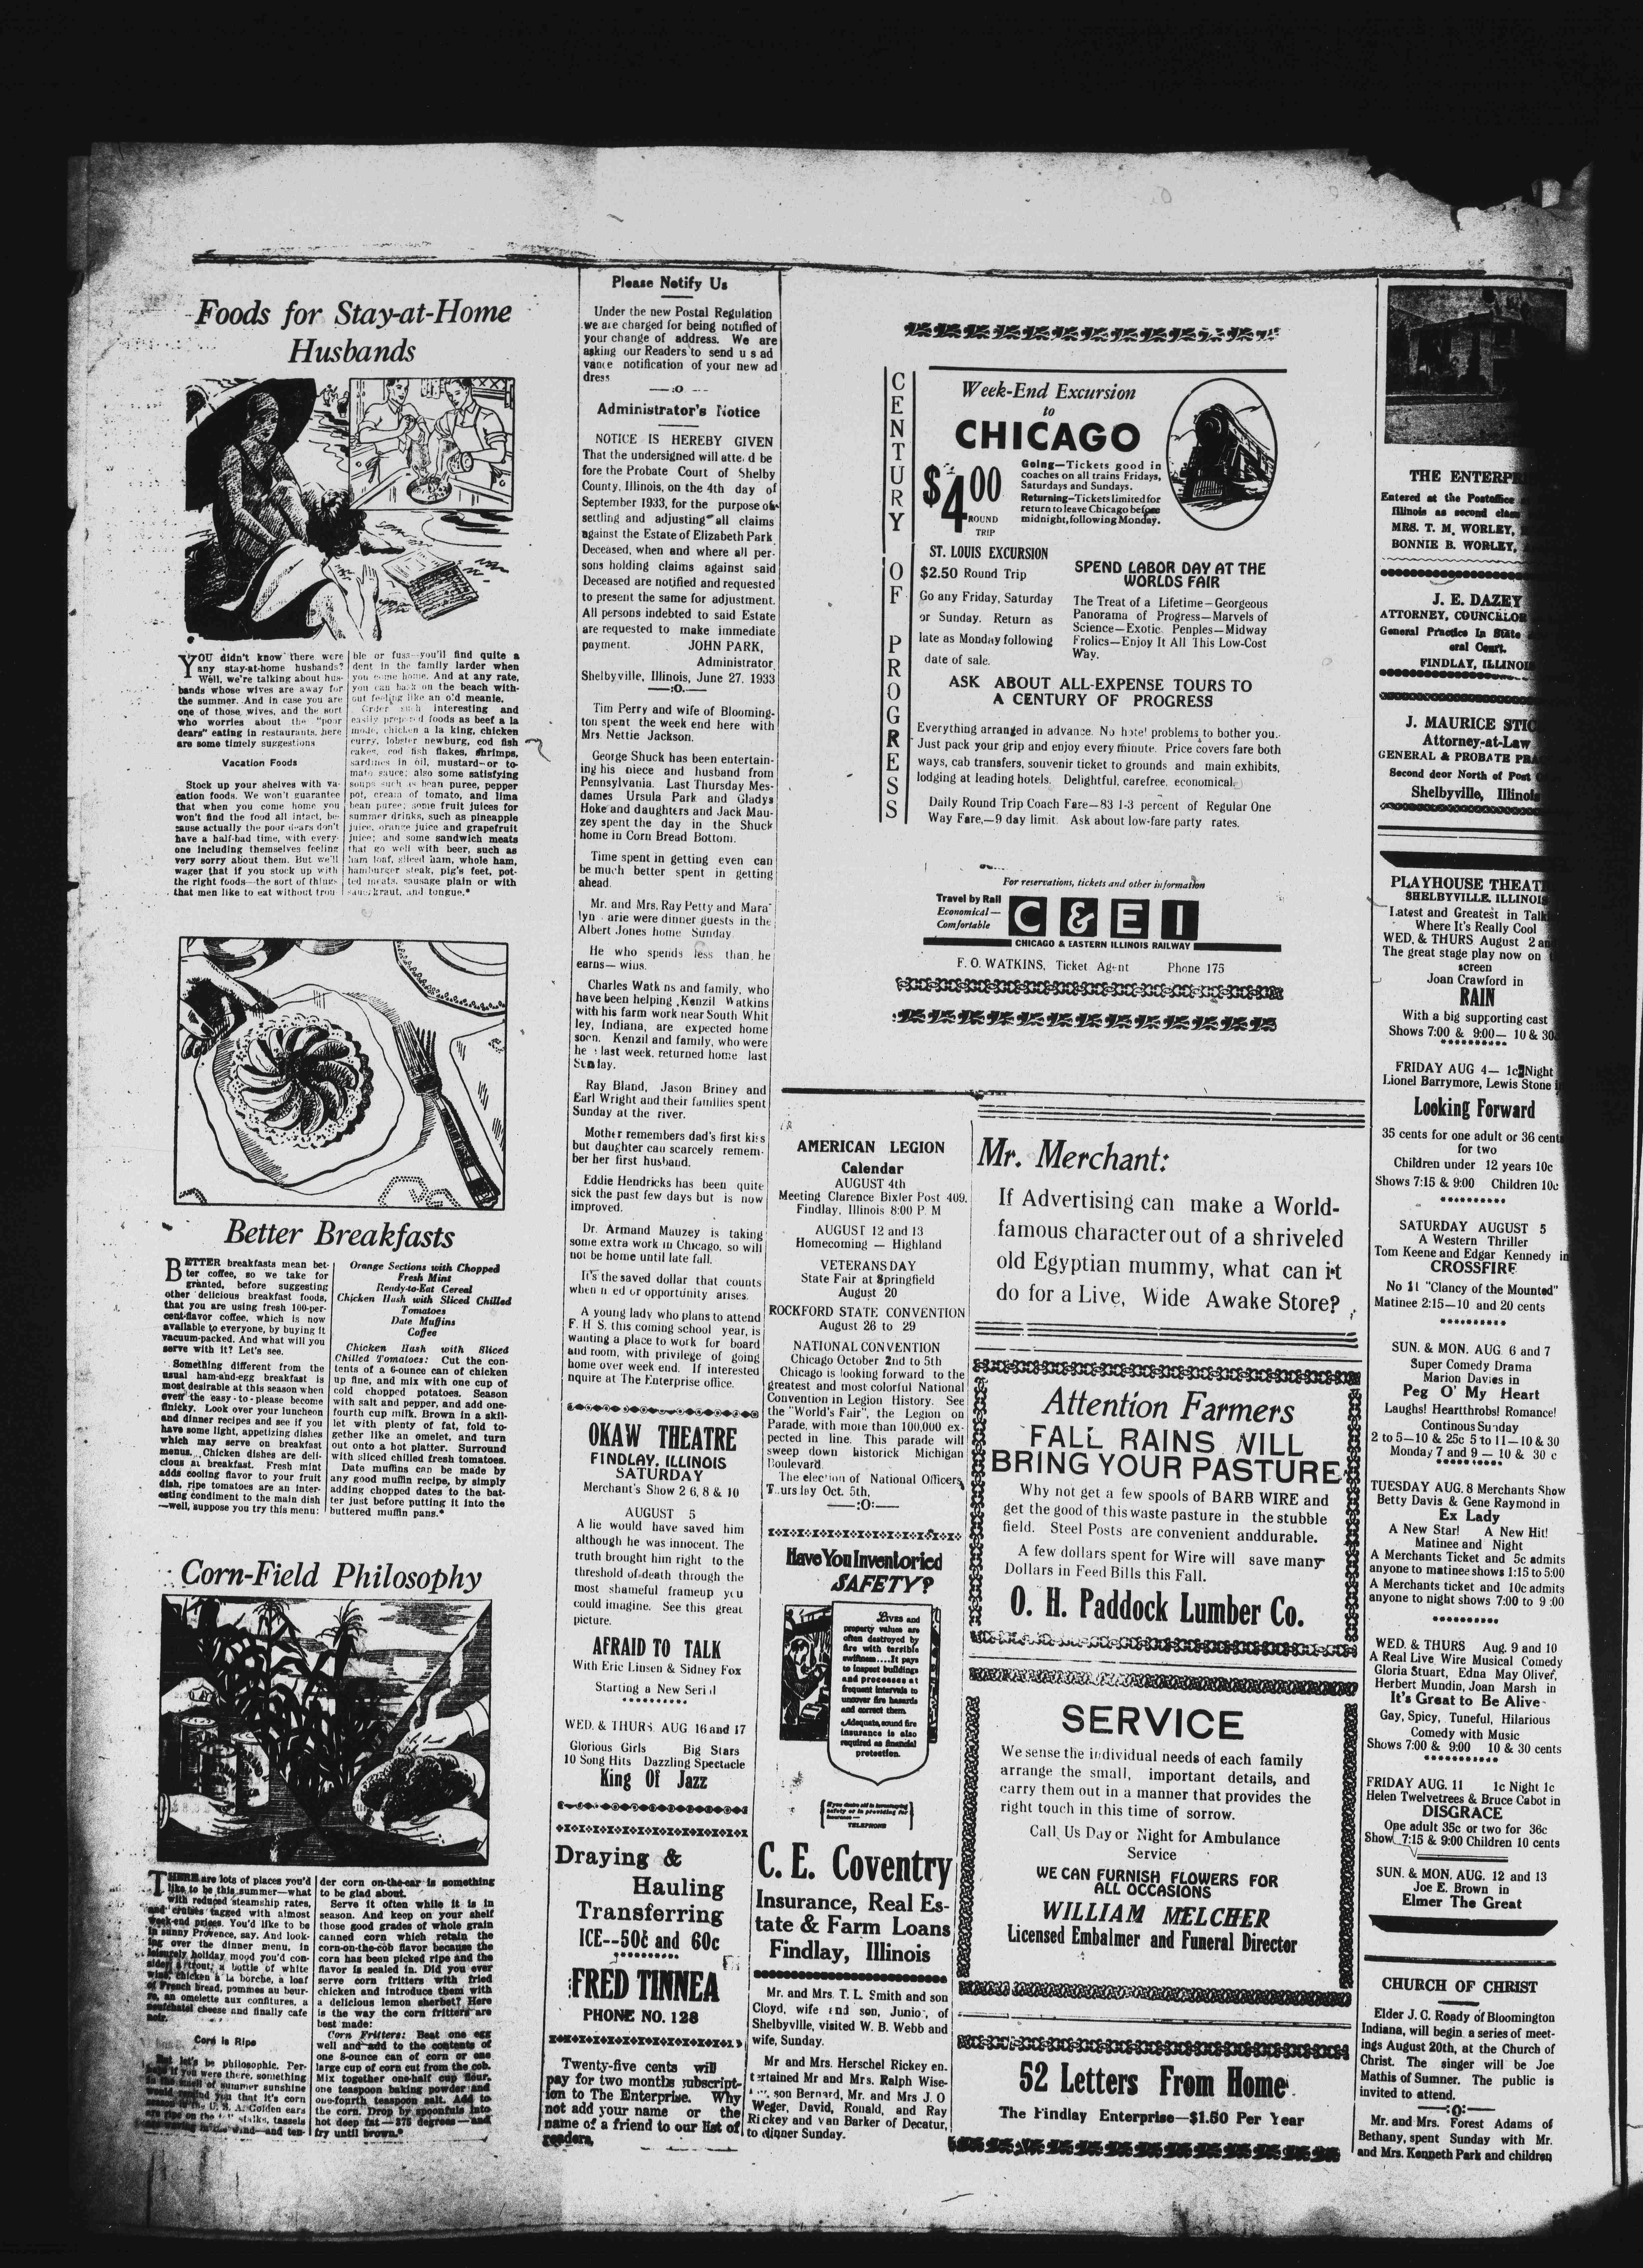 Foods for Stay-at-Home
Husbands
YOU didn't know there were
any stay-at-home husbands?
Well, we're talking about hus-
bands whose wives are away for
the summer. And in case you are
one of those wives, and the sort
who worries about the "poor
dears" eating in restaurants, here
are some timely suggestions
Vacation Foods
Stock up your shelves with va-
cation foods. We won't guarantee
that when you come home you
won't find the food all intact, be-
cause actually the poor dears don't
have a half-bad time, with every-
one including themselves feeling
very sorry about them. But we'll
wager that if you stock up with
the right foods—the sort of things
that men like to eat without trou
ble or fuss—you'll find quite a
dent in the family larder when
you come home. And at any rate,
you can bask on the beach with-
out feeling like an old meanie.
Order such interesting and
easily prepared foods as beef a la
mode, chicken a la king, chicken
curry, lobster newburg, cod fish
cakes, cod fish flakes, shrimps,
sardines in oil, mustard—or to-
mato sauce; also some satisfying
soups such as bean puree, pepper
pot, cream of tomato, and lima
bean puree; some fruit juices for
summer drinks, such as pineapple
juice, orange juice and grapefruit
juice; and some sandwich meats
that go well with beer, such as
ham loaf, sliced ham, whole ham,
hamburger steak, pig's feet, pot-
ted meats, sausage plain or with
sauerkraut, and tongue.*
Better Breakfasts
BETTER breakfasts mean bet-
ter coffee, so we take for
granted, before suggesting
other delicious breakfast foods,
that you are using fresh 100-per-
cent-flavor coffee, which is now
available to everyone, by buying it
vacuum-packed. And what will you
serve with it? Let's see.
Something different from the
usual ham-and-egg breakfast is
most desirable at this season when
even the easy-to-please become
finicky. Look over your luncheon
and dinner recipes and see if you
have some light, appetizing dishes
which may serve on breakfast
menus. Chicken dishes are deli-
cious at breakfast. Fresh mint
adds cooling flavor to your fruit
dish, ripe tomatoes are an inter-
esting condiment to the main dish
—well, suppose you try this menu:
Orange Sections with Chopped
Fresh Mint
Ready-to-Eat Cereal
Chicken Hash with Sliced Chilled
Tomatoes
Date Muffins
Coffee
Chicken Hash with Sliced
Chilled Tomatoes: Cut the con-
tents of a 6-ounce can of chicken
up fine, and mix with one cup of
cold chopped potatoes. Season
with salt and pepper, and add one-
fourth cup milk. Brown in a skil-
let with plenty of fat, fold to-
gether like an omelet, and turn
out onto a hot platter. Surround
with sliced chilled fresh tomatoes.
Date muffins can be made by
any good muffin recipe, by simply
adding chopped dates to the bat-
ter just before putting it into the
buttered muffin pans.*
Corn-Field Philosophy
THERE are lots of places you'd
like to be this summer—what
with reduced steamship rates,
and cruises tagged with almost
week-end prices. You'd like to be
in sunny Provence, say. And look-
ing over the dinner menu, in
leisurely holiday mood you'd con-
sider a trout; a bottle of white
wine, chicken a la broche, a loaf
of French bread, pommes au beur-
re, an omelette aux confitures, a
neufchatel cheese and finally cafe
noir.
Corn is Ripe
But let's be philosophic. Per-
haps if you were there, something
in the smell of summer sunshine
would remind you that it's corn
season in the U. S. A. Golden ears
are ripe on the tall stalks, tassels
wind—and ten-
der corn on-the-ear is something
to be glad about.
Serve it often while it is in
season. And keep on your shelf
those good grades of whole grain
canned corn which retain the
corn-on-the-cob flavor because the
corn has been picked ripe and the
flavor is sealed in. Did you ever
serve corn fritters with fried
chicken and introduce them with
a delicious lemon sherbet? Here
is the way the corn fritters are
best made:
Corn Fritters: Beat one egg
well and add to the contents of
one 8-ounce can of corn or one
large cup of corn cut from the cob.
Mix together one-half cup flour,
one teaspoon baking powder and
one-fourth teaspoon salt. Add to
the corn. Drop by spoonfuls into
hot deep fat—375 degrees—and
fry until brown.*
Please Notify Us
Under the new Postal Regulation
we are charged for being notified of
your change of address. We are
asking our Readers to send u s ad
vance notification of your new ad
dress
—:O —
Administrator's Notice
NOTICE IS HEREBY GIVEN
That the undersigned will atte d be
fore the Probate Court of Shelby
County, Illinois, on the 4th day of
September 1933, for the purpose of
settling and adjusting all claims
against the Estate of Elizabeth Park
Deceased, when and where all per-
sons holding claims against said
Deceased are notified and requested
to present the same for adjustment.
All persons indebted to said Estate
are requested to make immediate
payment. JOHN PARK,
Administrator,
Shelbyville, Illinois, June 27, 1933
—:O.—
Tim Perry and wife of Blooming-
ton spent the week end here with
Mrs. Nettie Jackson.
George Shuck has been entertain-
ing his niece and husband from
Pennsylvania. Last Thursday Mes-
dames Ursula Park and Gladys
Hoke and daughters and Jack Mau-
zey spent the day in the Shuck
home in Corn Bread Bottom.
Time spent in getting even can
be much better spent in getting
ahead.
Mr. and Mrs. Ray Petty and Mara-
lyn arie were dinner guests in the
Albert Jones home Sunday.
He who spends less than he
earns— wins.
Charles Watk ns and family, who
have been helping Kenzil Watkins
with his farm work near South Whit
ley, Indiana, are expected home
soon. Kenzil and family, who were
he last week, returned home last
Sunday.
Ray Bland, Jason Briney and
Earl Wright and their families spent
Sunday at the river.
Mother remembers dad's first kiss
but daughter can scarcely remem-
ber her first husband.
Eddie Hendricks has been quite
sick the past few days but is now
improved.
Dr. Armand Mauzey is taking
some extra work in Chicago, so will
not be home until late fall.
It's the saved dollar that counts
when n ed or opportunity arises.
A young lady who plans to attend
F. H S. this coming school year, is
wanting a place to work for board
and room, with privilege of going
home over week end. If interested
nquire at The Enterprise office.
OKAW THEATRE
FINDLAY, ILLINOIS
SATURDAY
Merchant's Show 2 6, 8 & 10
AUGUST 5
A lie would have saved him
although he was innocent. The
truth brought him right to the
threshold of death through the
most shameful frameup you
could imagine. See this great
picture.
AFRAID TO TALK
With Eric Linsen & Sidney Fox
Starting a New Serial
**********
WED. & THURS. AUG 16 and 17
Glorious Girls Big Stars
10 Song Hits Dazzling Spectacle
King Of Jazz
Draying &
Hauling
Transferring
ICE--50¢ and 60c
**********
FRED TINNEA
PHONE NO. 128
Twenty-five cents will
pay for two months subscript-
ion to The Enterprise. Why
not add your name or the
name of a friend to our list of
readers.
CENTURY OF PROGRESS
Week-End Excursion
to
CHICAGO
$4.00
ROUND
TRIP
Going—Tickets good in
coaches on all trains Fridays,
Saturdays and Sundays.
Returning—Tickets limited for
return to leave Chicago before
midnight, following Monday.
ST. LOUIS EXCURSION
$2.50 Round Trip
Go any Friday, Saturday
or Sunday. Return as
late as Monday following
date of sale.
SPEND LABOR DAY AT THE
WORLDS FAIR
The Treat of a Lifetime—Georgeous
Panorama of Progress—Marvels of
Science—Exotic Penples—Midway
Frolics—Enjoy It All This Low-Cost
Way.
ASK ABOUT ALL-EXPENSE TOURS TO
A CENTURY OF PROGRESS
Everything arranged in advance. No hotel problems to bother you.
Just pack your grip and enjoy every minute. Price covers fare both
ways, cab transfers, souvenir ticket to grounds and main exhibits,
lodging at leading hotels. Delightful, carefree, economical.
Daily Round Trip Coach Fare—83 1-3 percent of Regular One
Way Fare,—9 day limit. Ask about low-fare party rates.
For reservations, tickets and other information
Travel by Rail
Economical—
Comfortable
C & E I
CHICAGO & EASTERN ILLINOIS RAILWAY
F. O. WATKINS, Ticket Agent Phone 175
AMERICAN LEGION
Calendar
AUGUST 4th
Meeting Clarence Bixler Post 409,
Findlay, Illinois 8:00 P. M
AUGUST 12 and 13
Homecoming — Highland
VETERANS DAY
State Fair at Springfield
August 20
ROCKFORD STATE CONVENTION
August 26 to 29
NATIONAL CONVENTION
Chicago October 2nd to 5th
Chicago is looking forward to the
greatest and most colorful National
Convention in Legion History. See
the "World's Fair", the Legion on
Parade, with more than 100,000 ex-
pected in line. This parade will
sweep down historick Michigan
Boulevard.
The election of National Officers
T ursday Oct. 5th,
—:O:—
Have You Inventoried
SAFETY?
LIVES and
property values are
often destroyed by
fire with terrible
swiftness....It pays
to inspect buildings
and processes at
frequent intervals to
uncover fire hazards
and correct them.
Adequate, sound fire
insurance is also
required as financial
protection.
If you desire aid in inventorying
safety or in providing for
insurance—
TELEPHONE
C. E. Coventry
Insurance, Real Es-
tate & Farm Loans
Findlay, Illinois
Mr. and Mrs. T. L. Smith and son
Cloyd, wife and son, Junior, of
Shelbyville, visited W. B. Webb and
wife, Sunday.
Mr and Mrs. Herschel Rickey en.
tertained Mr and Mrs. Ralph Wise-
son Bernard, Mr. and Mrs J. O
Weger, David, Ronald, and Ray
Rickey and van Barker of Decatur,
to dinner Sunday.
Mr. Merchant:
If Advertising can make a World-
famous character out of a shriveled
old Egyptian mummy, what can it
do for a Live, Wide Awake Store?
Attention Farmers
FALL RAINS WILL
BRING YOUR PASTURE
Why not get a few spools of BARB WIRE and
get the good of this waste pasture in the stubble
field. Steel Posts are convenient anddurable.
A few dollars spent for Wire will save many
Dollars in Feed Bills this Fall.
O. H. Paddock Lumber Co.
SERVICE
We sense the individual needs of each family
arrange the small, important details, and
carry them out in a manner that provides the
right touch in this time of sorrow.
Call Us Day or Night for Ambulance
Service
WE CAN FURNISH FLOWERS FOR
ALL OCCASIONS
WILLIAM MELCHER
Licensed Embalmer and Funeral Director
52 Letters From Home
The Findlay Enterprise—$1.50 Per Year
THE ENTERPR
Entered at the Postoffice
Illinois as second class
MRS. T. M. WORLEY,
BONNIE B. WORLEY,
J. E. DAZEY
ATTORNEY, COUNCELOR
General Practice In State
eral Court.
FINDLAY, ILLINOIS
J. MAURICE STIC
Attorney-at-Law
GENERAL & PROBATE PRA
Second door North of Post O
Shelbyville, Illinois
PLAYHOUSE THEAT
SHELBYVILLE, ILLINOIS
Latest and Greatest in Talk
Where It's Really Cool
WED. & THURS August 2 an
The great stage play now on
screen
Joan Crawford in
RAIN
With a big supporting cast
Shows 7:00 & 9:00— 10 & 30
**********
FRIDAY AUG 4— 1c Night
Lionel Barrymore, Lewis Stone i
Looking Forward
35 cents for one adult or 36 cents
for two
Children under 12 years 10c
Shows 7:15 & 9:00 Children 10c
**********
SATURDAY AUGUST 5
A Western Thriller
Tom Keene and Edgar Kennedy in
CROSSFIRE
No 11 "Clancy of the Mounted"
Matinee 2:15—10 and 20 cents
**********
SUN. & MON. AUG. 6 and 7
Super Comedy Drama
Marion Davies in
Peg O' My Heart
Laughs! Heartthrobs! Romance!
Continous Sunday
2 to 5—10 & 25c 5 to 11—10 & 30
Monday 7 and 9 — 10 & 30 c
**********
TUESDAY AUG. 8 Merchants Show
Betty Davis & Gene Raymond in
Ex Lady
A New Star! A New Hit!
Matinee and Night
A Merchants Ticket and 5c admits
anyone to matinee shows 1:15 to 5:00
A Merchants ticket and 10c admits
anyone to night shows 7:00 to 9:00
**********
WED. & THURS Aug. 9 and 10
A Real Live Wire Musical Comedy
Gloria Stuart, Edna May Oliver,
Herbert Mundin, Joan Marsh in
It's Great to Be Alive
Gay, Spicy, Tuneful, Hilarious
Comedy with Music
Shows 7:00 & 9:00 10 & 30 cents
***********
FRIDAY AUG. 11 1c Night 1c
Helen Twelvetrees & Bruce Cabot in
DISGRACE
One adult 35c or two for 36c
Show 7:15 & 9:00 Children 10 cents
SUN. & MON. AUG. 12 and 13
Joe E. Brown in
Elmer The Great
CHURCH OF CHRIST
Elder J. C. Roady of Bloomington
Indiana, will begin a series of meet-
ings August 20th, at the Church of
Christ. The singer will be Joe
Mathis of Sumner. The public is
invited to attend.
—:O:—
Mr. and Mrs. Forest Adams of
Bethany, spent Sunday with Mr.
and Mrs. Kenneth Park and children